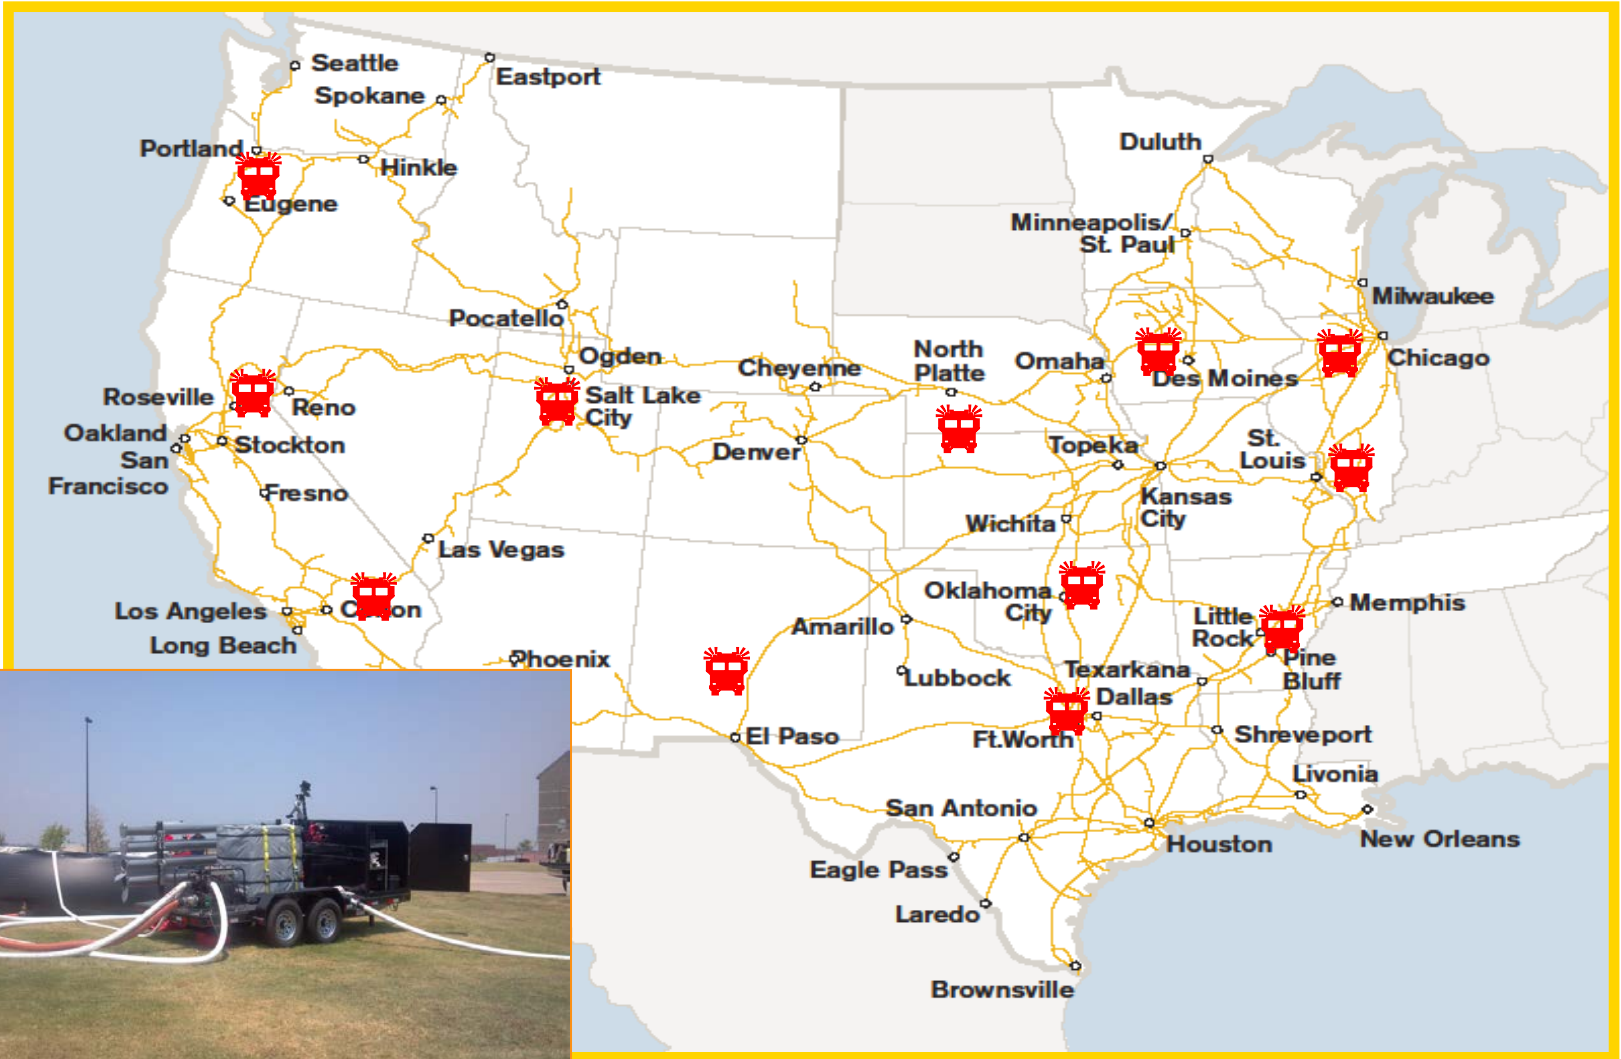 Seattle
Eastport
Spokane
Portland
Hinkle
Eugene
Duluth
Minneapolis/
St. Paul
Milwaukee
Pocatello
Ogden
Cheyenne
North
Platte
Omaha
Chicago
Des Moines
Roseville
Reno
Salt Lake
City
Oakland
San
Francisco
Stockton
Denver
Topeka
St.
Louis
Fresno
Kansas
City
Wichita
Las Vegas
Oklahoma
City
Los Angeles
Long Beach
Amarillo
Little
Rock
Memphis
Phoenix
Lubbock
Texarkana
Dallas
Pine
Bluff
El Paso
Ft.Worth
Shreveport
Livonia
San Antonio
Houston
New Orleans
Eagle Pass
Laredo
Brownsville